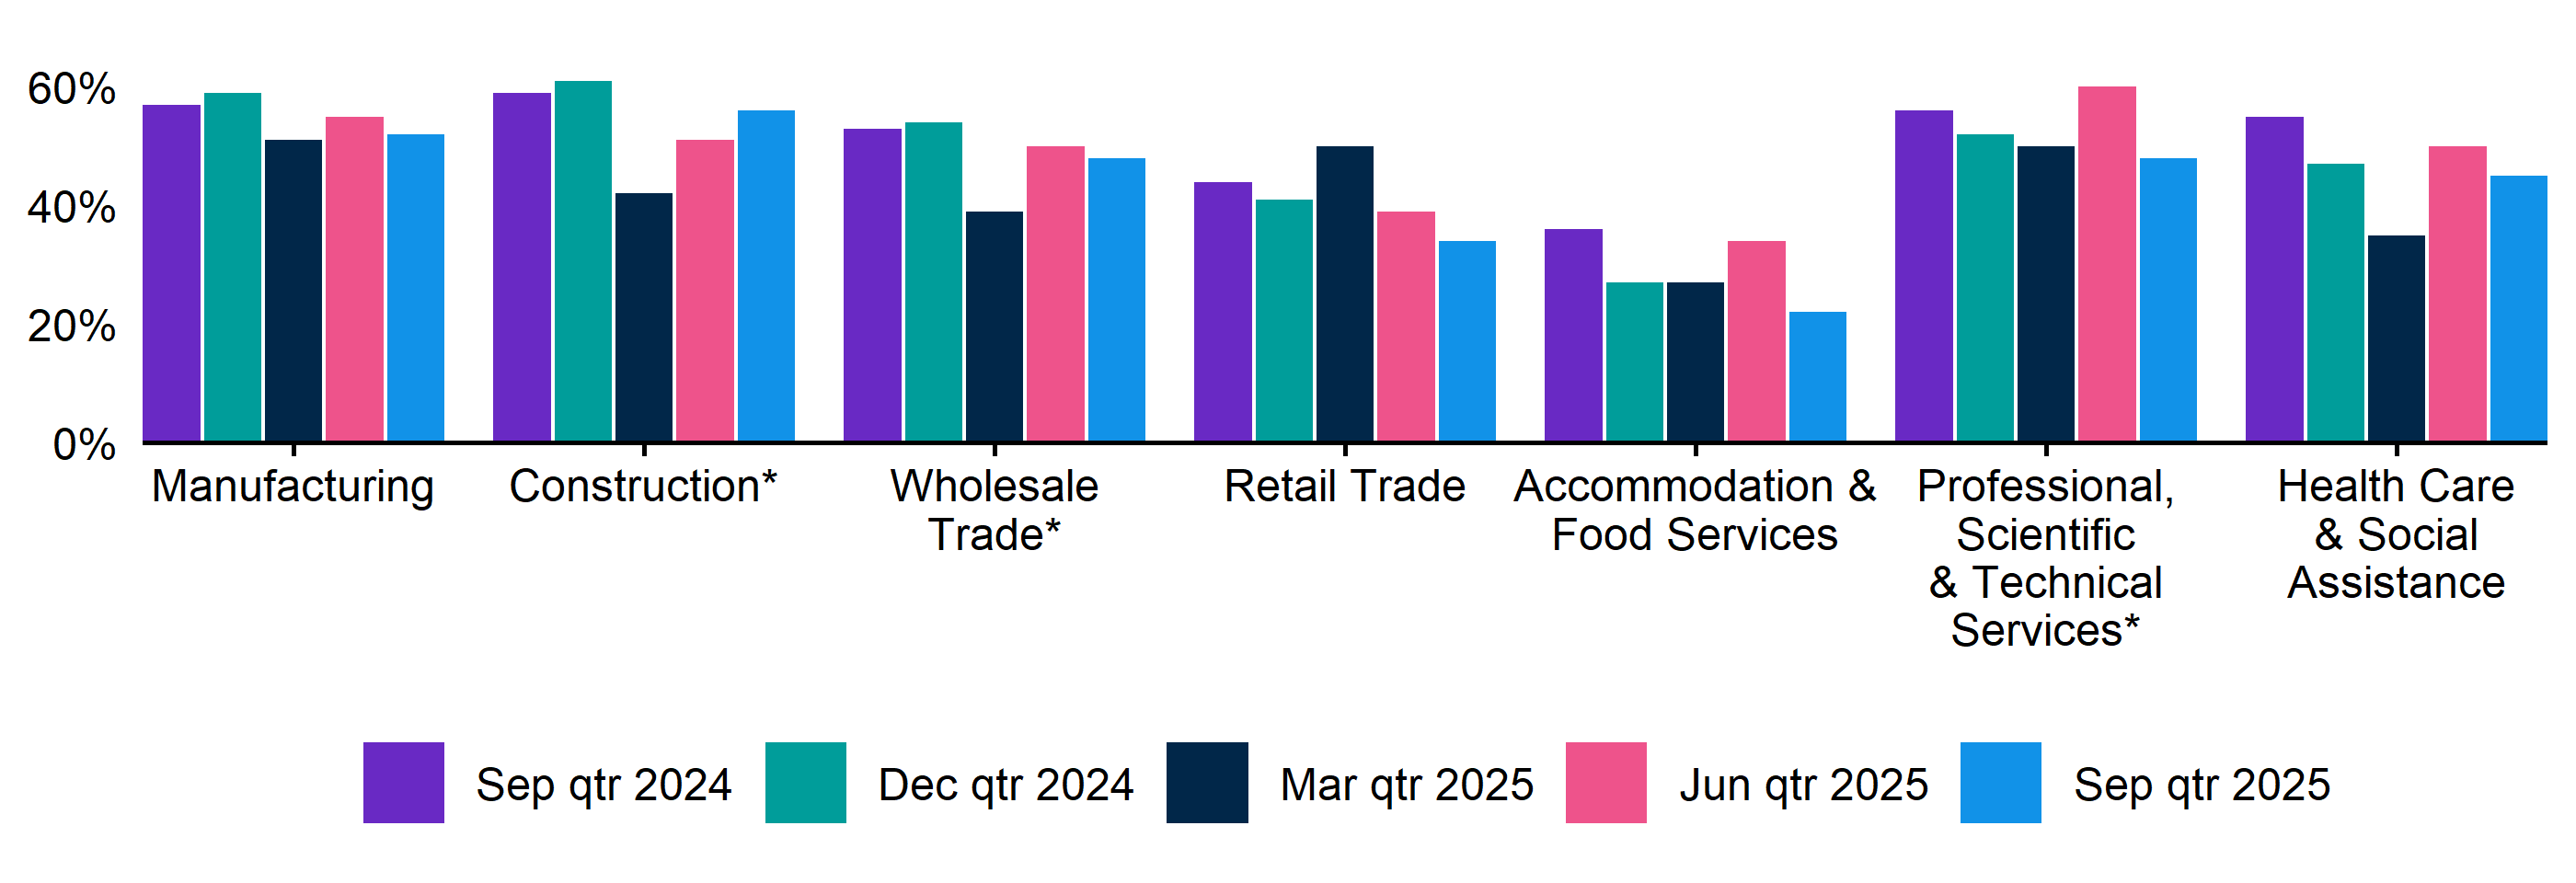 60%
40%
20%
0%
Manufacturing
Construction*
Wholesale
Trade*
Retail Trade
Accommodation &
Food Services
Professional,
Scientific
& Technical
Services*
Health Care
& Social
Assistance
Sep qtr 2024
Dec qtr 2024
Mar qtr 2025
Jun qtr 2025
Sep qtr 2025